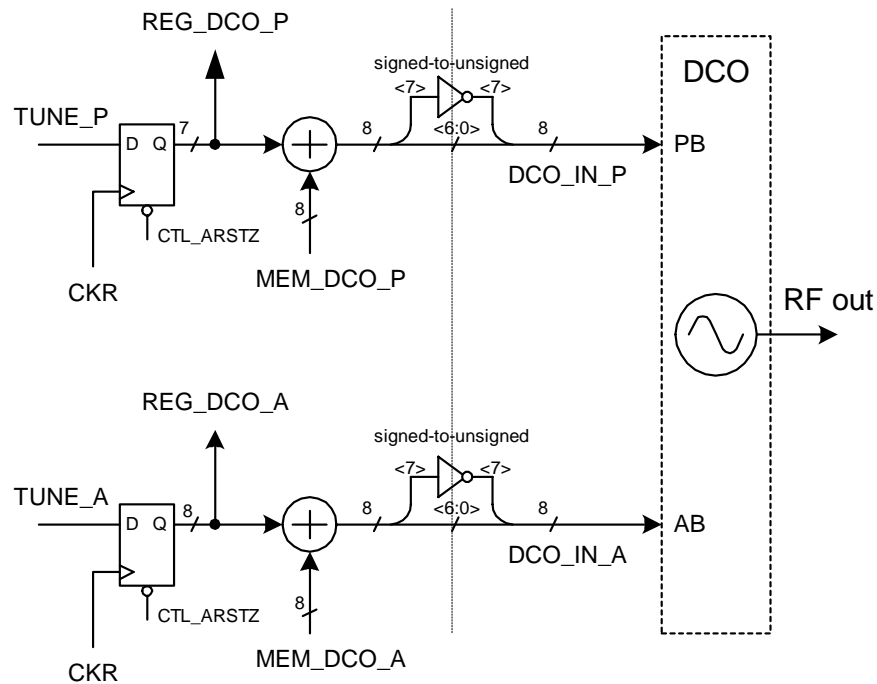 REG_DCO_P
signed-to-unsigned
DCO
<7> <7>
TUNE_P
D Q
7
8
<6:0>
8
PB
DCO_IN_P
8
CTL_ARSTZ
CKR
MEM_DCO_P
RF out
REG_DCO_A
signed-to-unsigned
<7> <7>
TUNE_A
D Q
8
8
<6:0>
8
AB
DCO_IN_A
8
CTL_ARSTZ
CKR
MEM_DCO_A